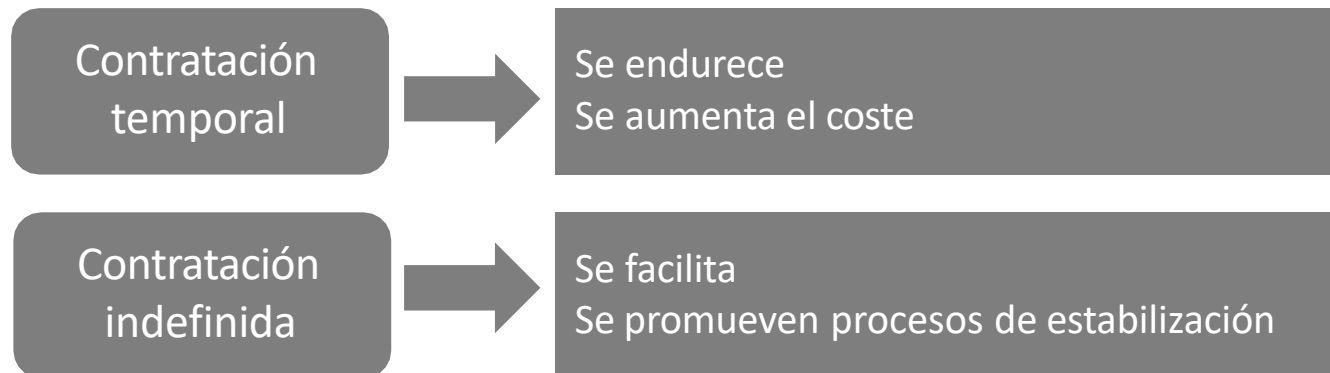 Contratación
temporal
Se endurece
Se aumenta el coste
Contratación
indefinida
Se facilita
Se promueven procesos de estabilización